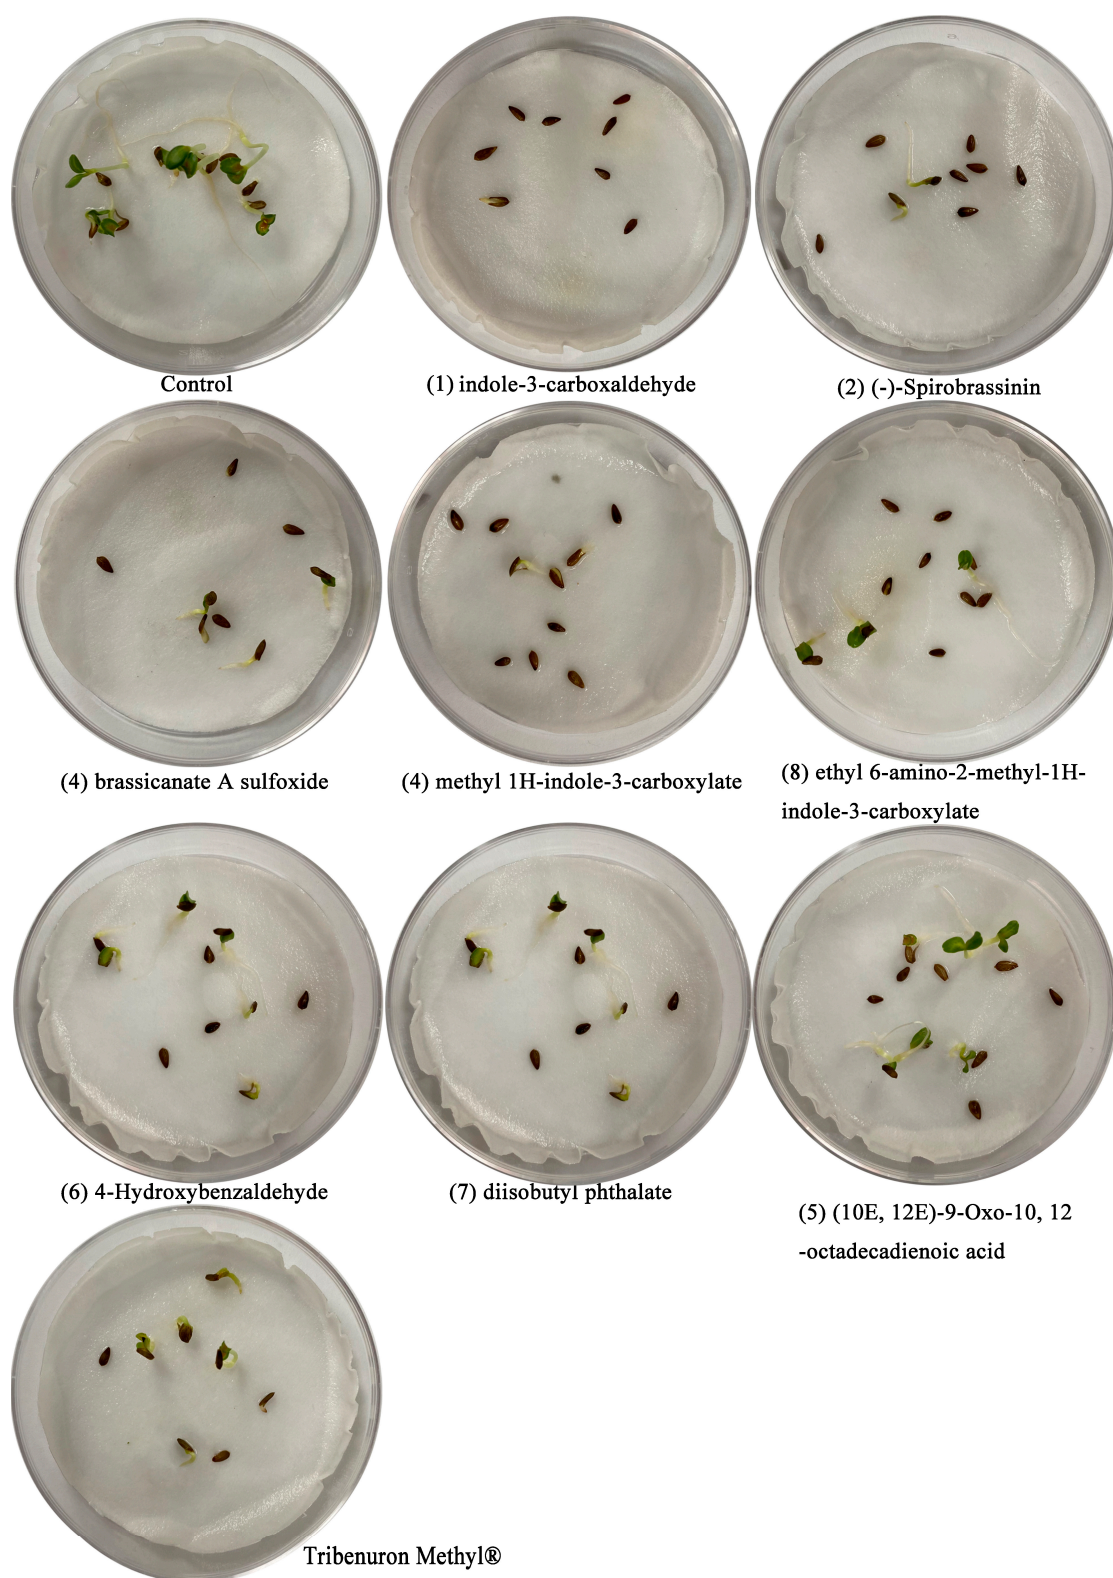 Control
(1) indole-3-carboxaldehyde
(2) (-)-Spirobrassinin
(4) brassicanate A sulfoxide
(4) methyl 1H-indole-3-carboxylate
(8) ethyl 6-amino-2-methyl-1H-
indole-3-carboxylate
(6) 4-Hydroxybenzaldehyde
(7) diisobutyl phthalate
(5) (10E, 12E)-9-Oxo-10, 12
-octadecadienoic acid
Tribenuron Methyl®